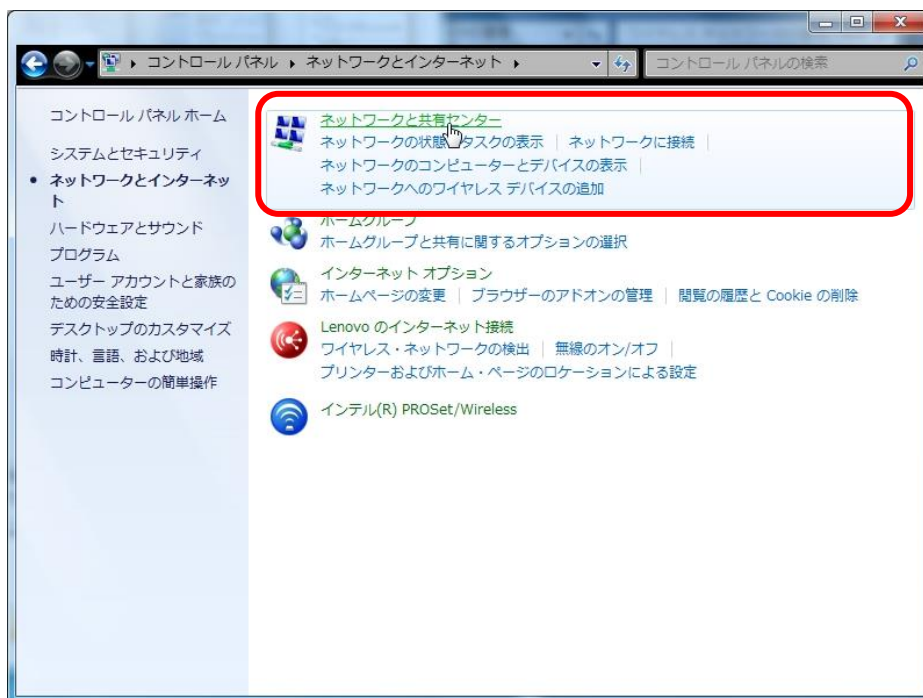 コントロール パネル ▸ ネットワークとインターネット ▸
コントロール パネルの検索
コントロール パネル ホーム
システムとセキュリティ
• ネットワークとインターネッ
ト
ハードウェアとサウンド
プログラム
ユーザー アカウントと家族の
ための安全設定
デスクトップのカスタマイズ
時計、言語、および地域
コンピューターの簡単操作
ネットワークと共有センター
ネットワークの状態 タスクの表示 | ネットワークに接続 |
ネットワークのコンピューターとデバイスの表示 |
ネットワークへのワイヤレス デバイスの追加
ホームグループ
ホームグループと共有に関するオプションの選択
インターネット オプション
ホームページの変更 | ブラウザーのアドオンの管理 | 閲覧の履歴と Cookie の削除
Lenovo のインターネット接続
ワイヤレス・ネットワークの検出 | 無線のオン/オフ |
プリンターおよびホーム・ページのロケーションによる設定
インテル(R) PROSet/Wireless